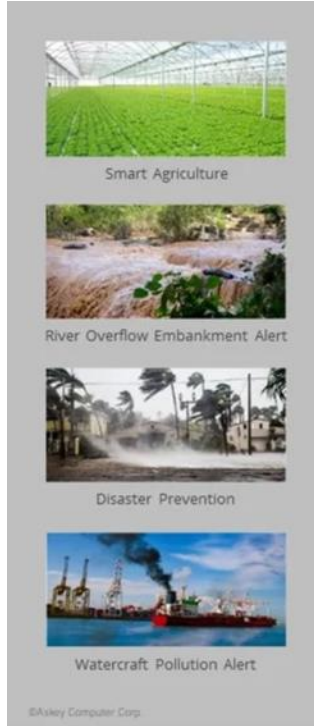 Smart Agriculture
River Overflow Embankment Alert
Disaster Prevention
Watercraft Pollution Alert
©Askey Computer Corp.